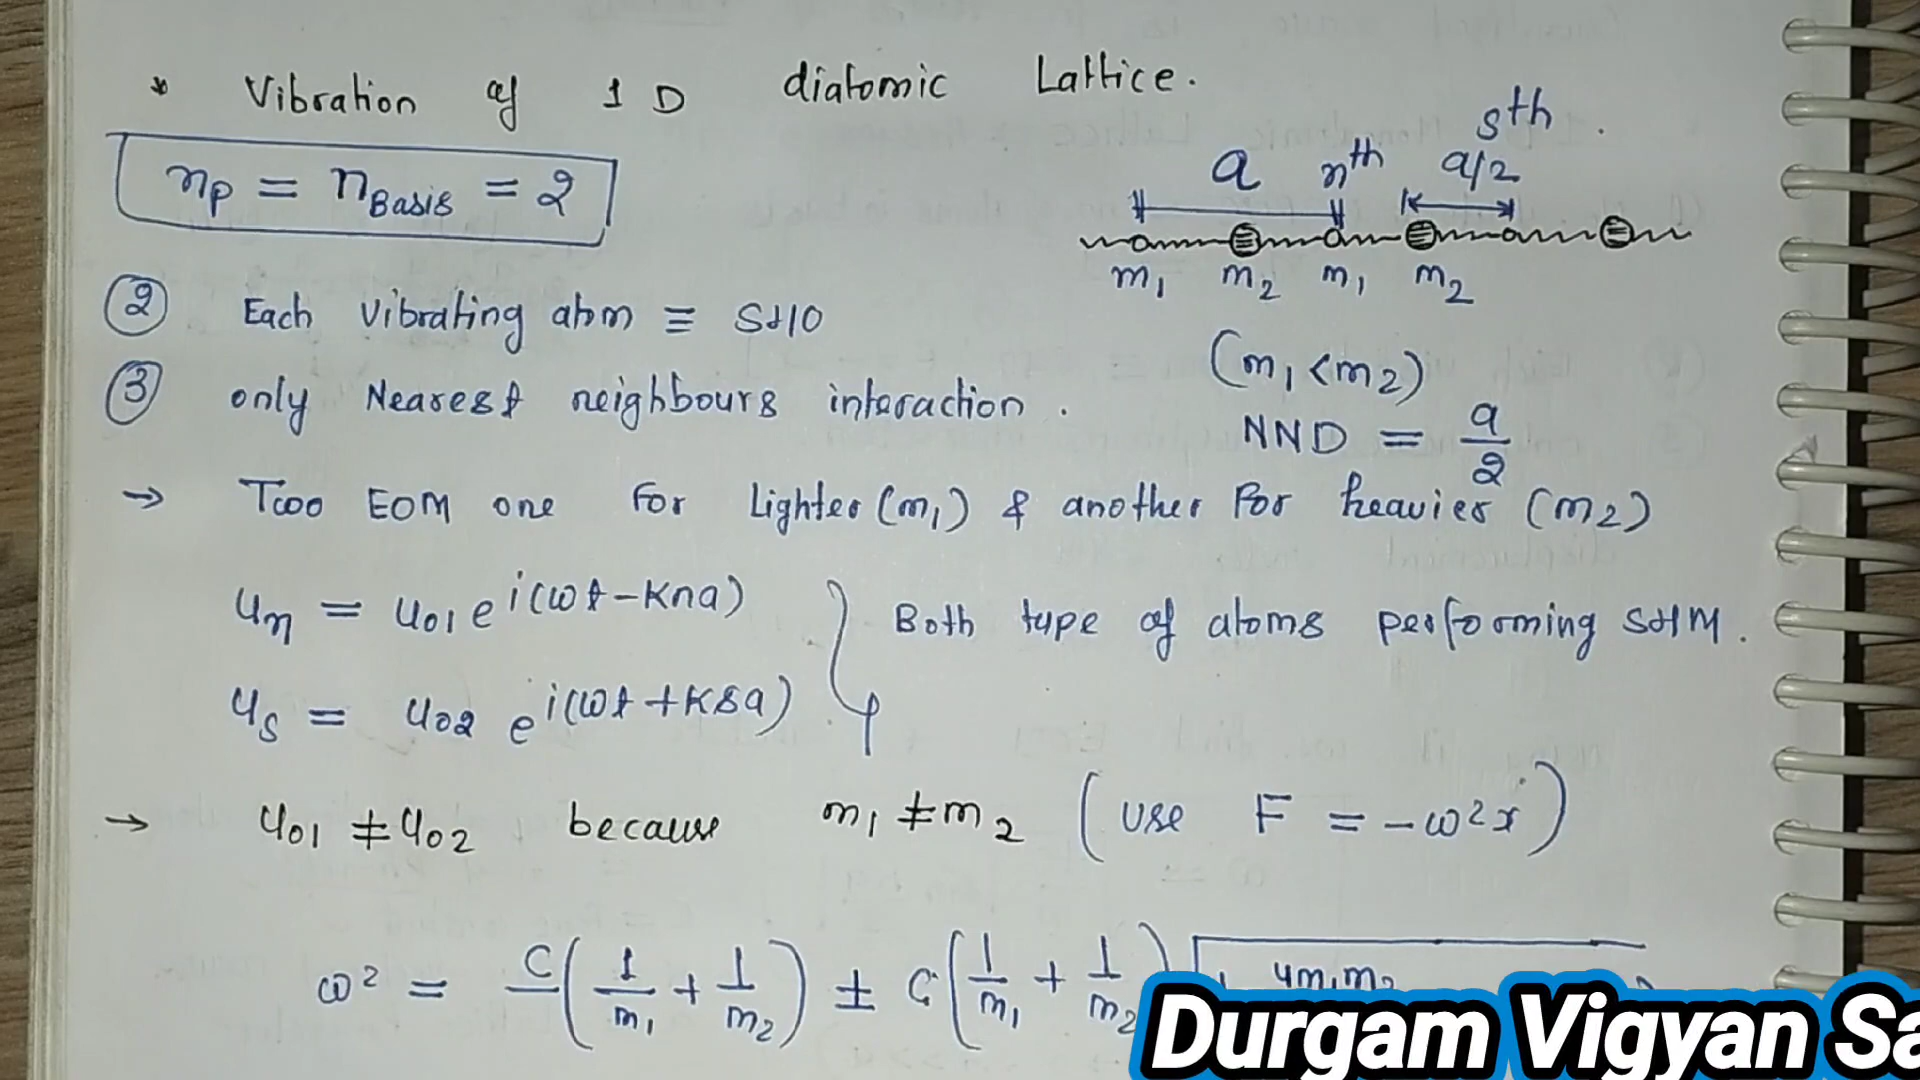 * Vibration of 1 D diatomic Lattice.
np = nBasis = 2
a nth a/2 sth .
m1 m2 m1 m2
② Each vibrating atom ≡ SHO
(m1 < m2)
③ only Nearest neighbours interaction .
NND = a/2
→ Two EOM one For Lighter (m1) & another For heavier (m2)
un = u01 e^i(ωt-Kna)
Both type of atoms performing SHM .
us = u02 e^i(ωt+Ksa)
→ u01 ≠ u02 because m1 ≠ m2 (use F = -ω²x)
ω² = C(1/m1 + 1/m2) ± C(1/m1 + 1/m2) √ 4m1m2
Durgam Vigyan Sa